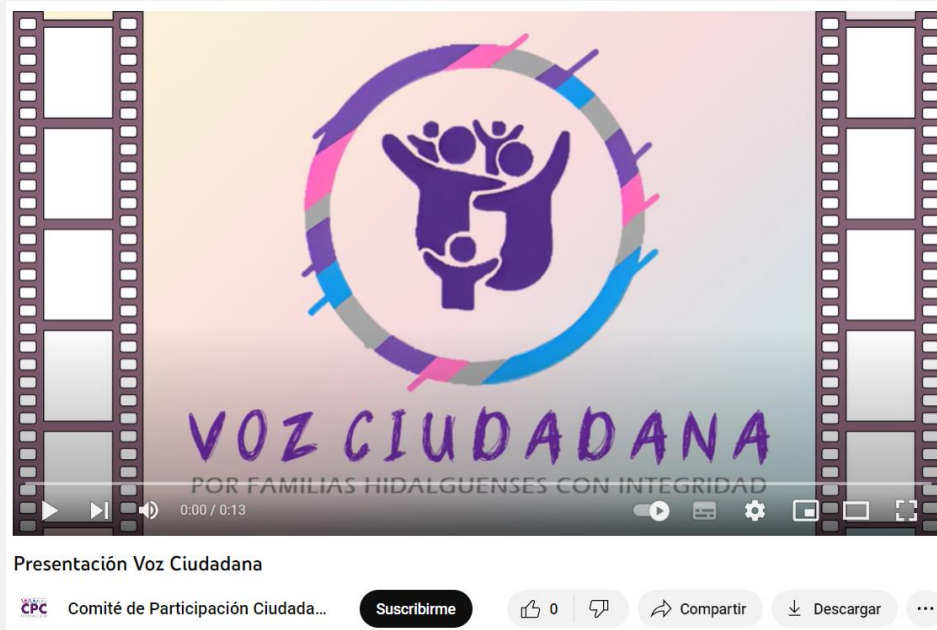 VOZ CIUDADANA
POR FAMILIAS HIDALGUENSES CON INTEGRIDAD
0:00 / 0:13
Presentación Voz Ciudadana
CPC
Comité de Participación Ciudada...
Suscribirme
0
Compartir
Descargar